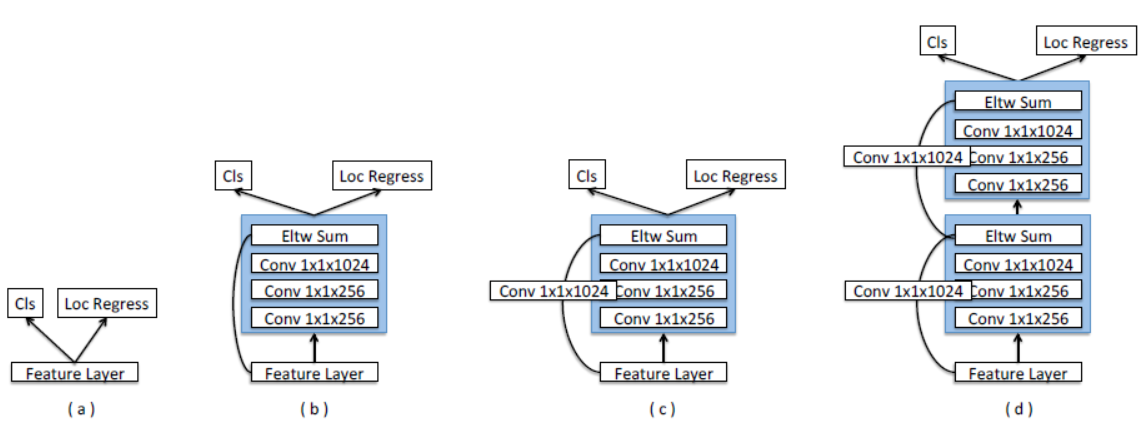 Cls
Loc Regress
Feature Layer
( a )
Cls
Loc Regress
Eltw Sum
Conv 1x1x1024
Conv 1x1x256
Conv 1x1x256
Feature Layer
( b )
Cls
Loc Regress
Eltw Sum
Conv 1x1x1024
Conv 1x1x1024
Conv 1x1x256
Conv 1x1x256
Feature Layer
( c )
Cls
Loc Regress
Eltw Sum
Conv 1x1x1024
Conv 1x1x1024
Conv 1x1x256
Conv 1x1x256
Eltw Sum
Conv 1x1x1024
Conv 1x1x1024
Conv 1x1x256
Conv 1x1x256
Feature Layer
( d )